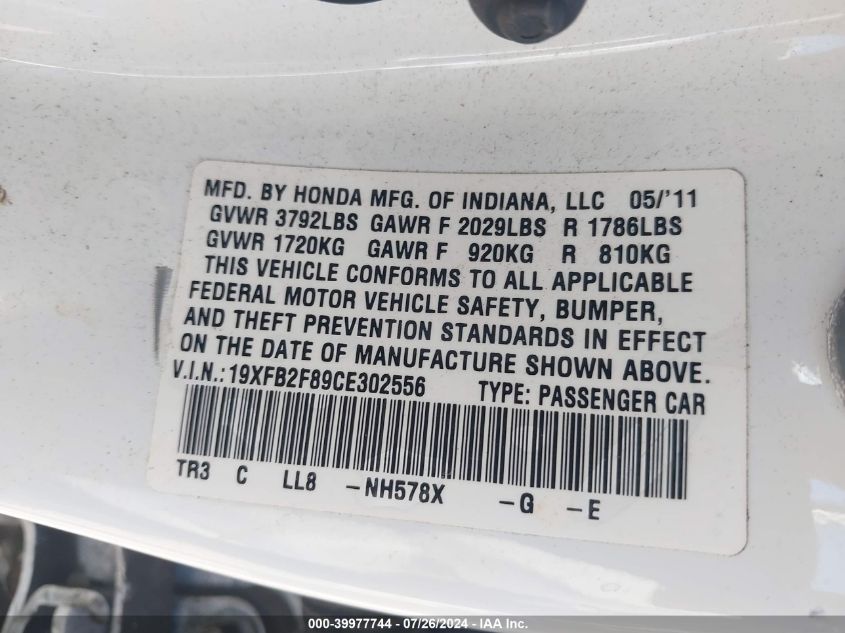 MFD. BY HONDA MFG. OF INDIANA, LLC 05/'11
GVWR 3792LBS GAWR F 2029LBS R 1786LBS
GVWR 1720KG GAWR F 920KG R 810KG
THIS VEHICLE CONFORMS TO ALL APPLICABLE
FEDERAL MOTOR VEHICLE SAFETY, BUMPER,
AND THEFT PREVENTION STANDARDS IN EFFECT
ON THE DATE OF MANUFACTURE SHOWN ABOVE.
V.I.N.:19XFB2F89CE302556 TYPE: PASSENGER CAR
TR3 C LL8 -NH578X -G -E
000-39977744 - 07/26/2024 - IAA Inc.